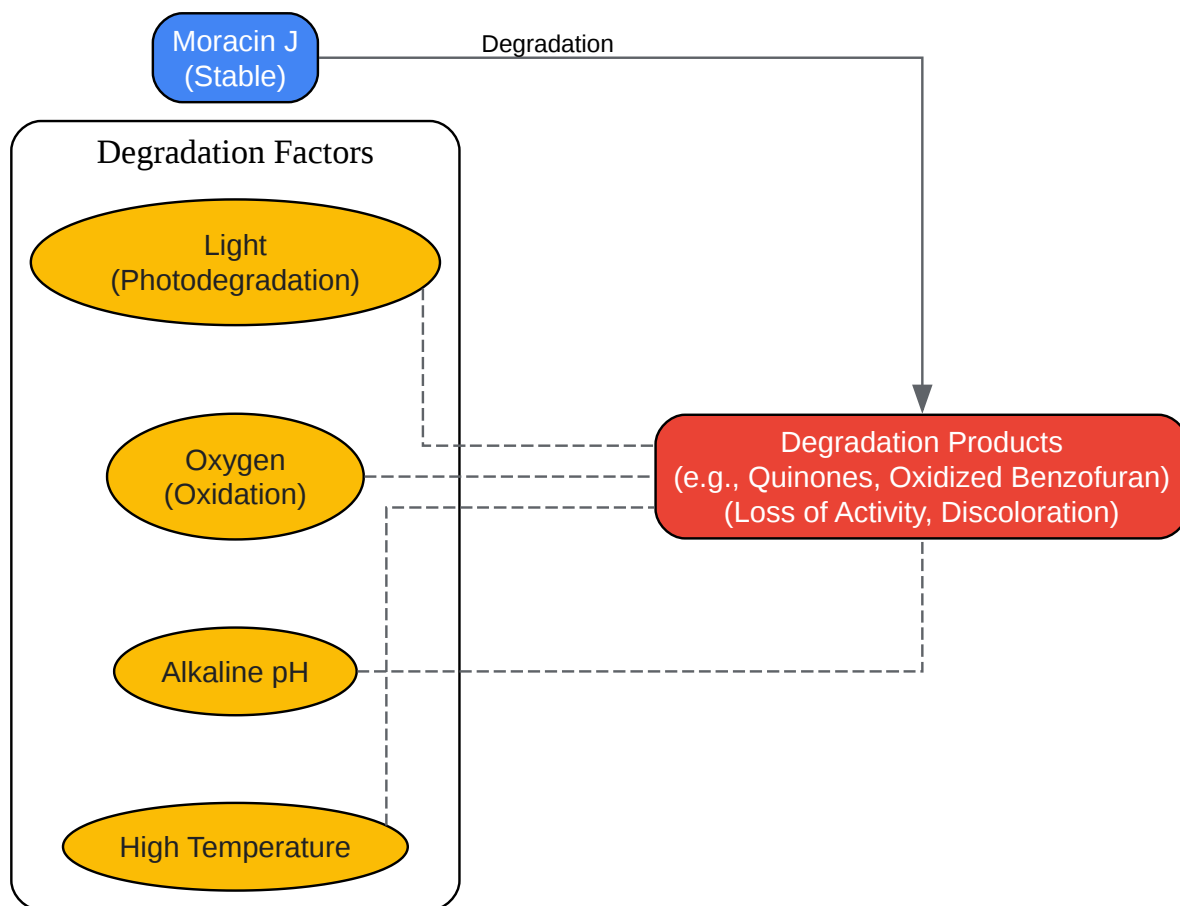 Moracin J
(Stable)
Degradation
Degradation Factors
Light
(Photodegradation)
Oxygen
(Oxidation)
Degradation Products
(e.g., Quinones, Oxidized Benzofuran)
(Loss of Activity, Discoloration)
Alkaline pH
High Temperature